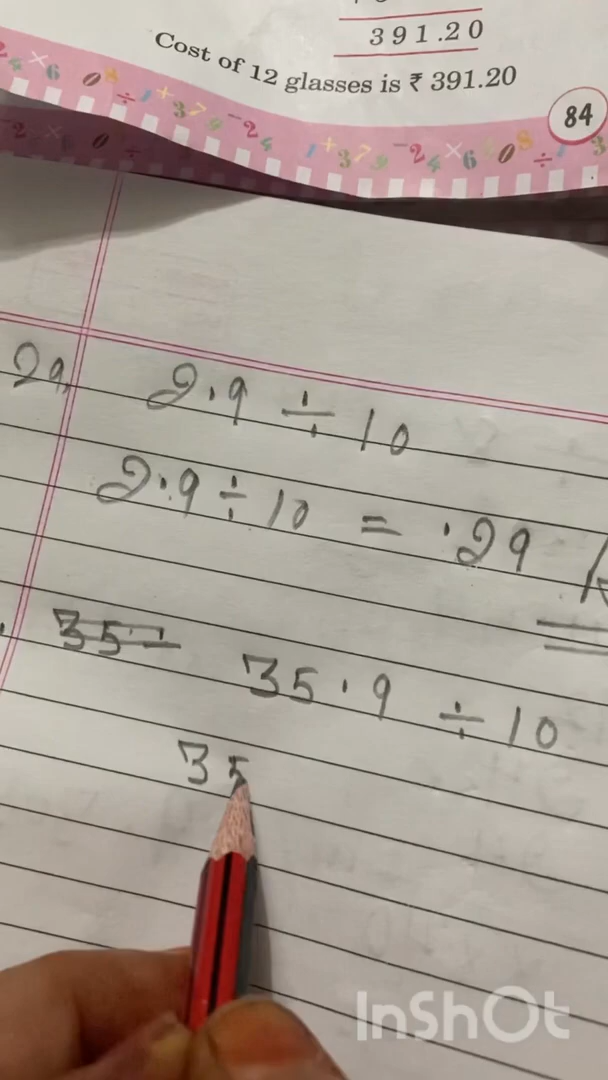 391.20
Cost of 12 glasses is ₹ 391.20
84
29, 2.9 ÷ 10
2.9 ÷ 10 = .29
35.9 ÷ 10
35
InShOt